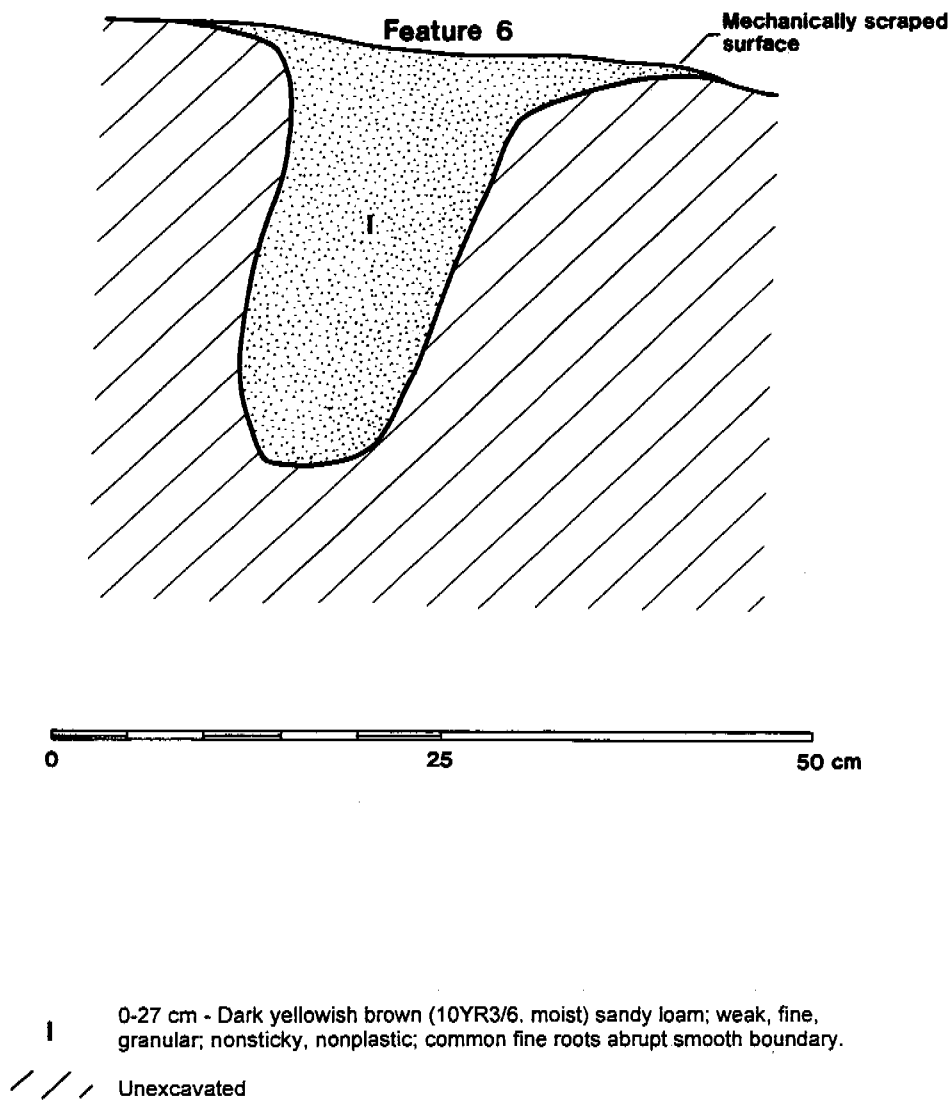 Feature 6
Mechanically scraped
surface
I
0
25
50 cm
I
0-27 cm - Dark yellowish brown (10YR3/6. moist) sandy loam; weak, fine,
granular; nonsticky, nonplastic; common fine roots abrupt smooth boundary.
Unexcavated